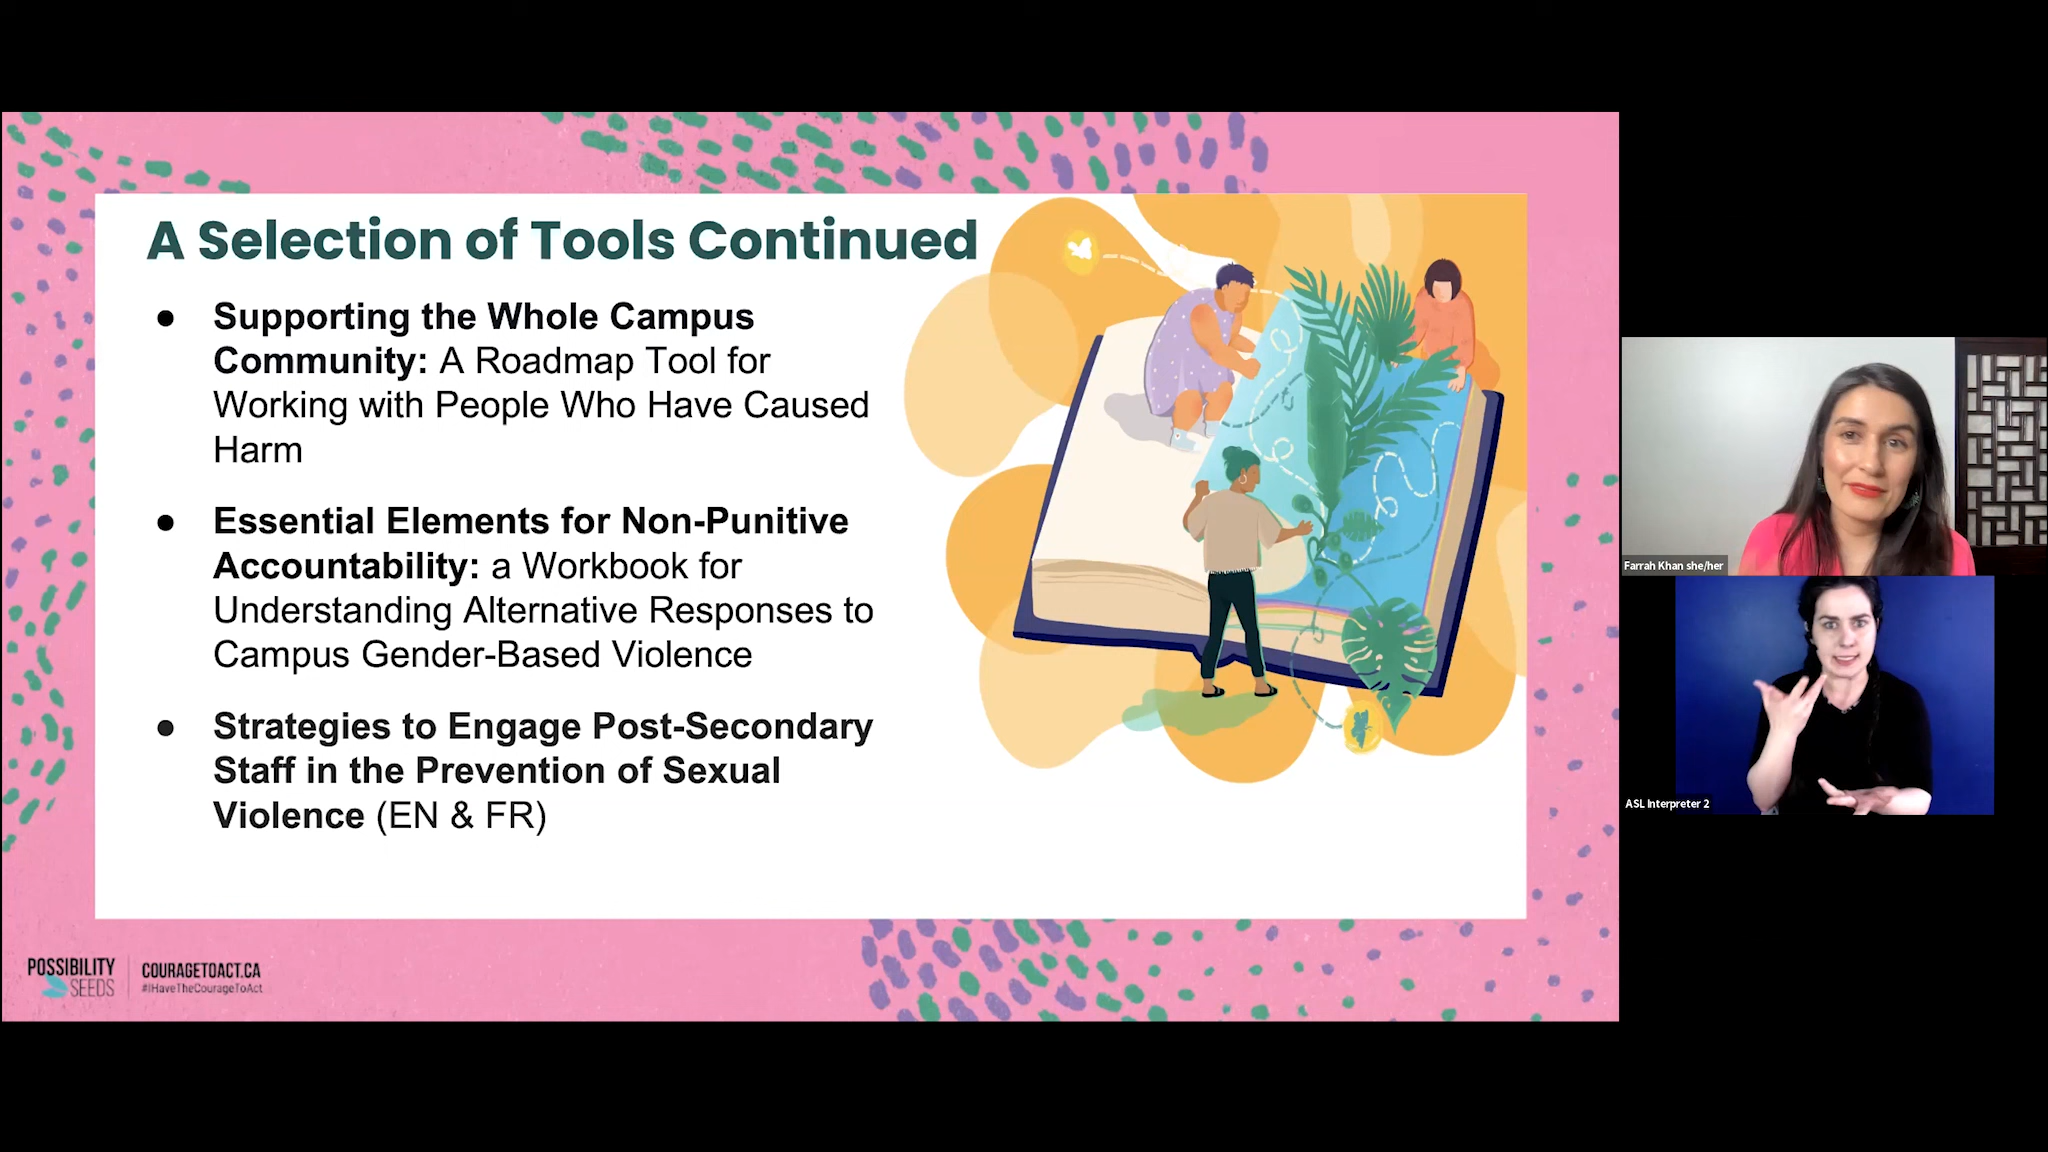 A Selection of Tools Continued
● Supporting the Whole Campus
Community: A Roadmap Tool for
Working with People Who Have Caused
Harm
● Essential Elements for Non-Punitive
Accountability: a Workbook for
Understanding Alternative Responses to
Campus Gender-Based Violence
● Strategies to Engage Post-Secondary
Staff in the Prevention of Sexual
Violence (EN & FR)
POSSIBILITY
SEEDS
COURAGETOACT.CA
#IHaveTheCourageToAct
Farrah Khan she/her
ASL Interpreter 2